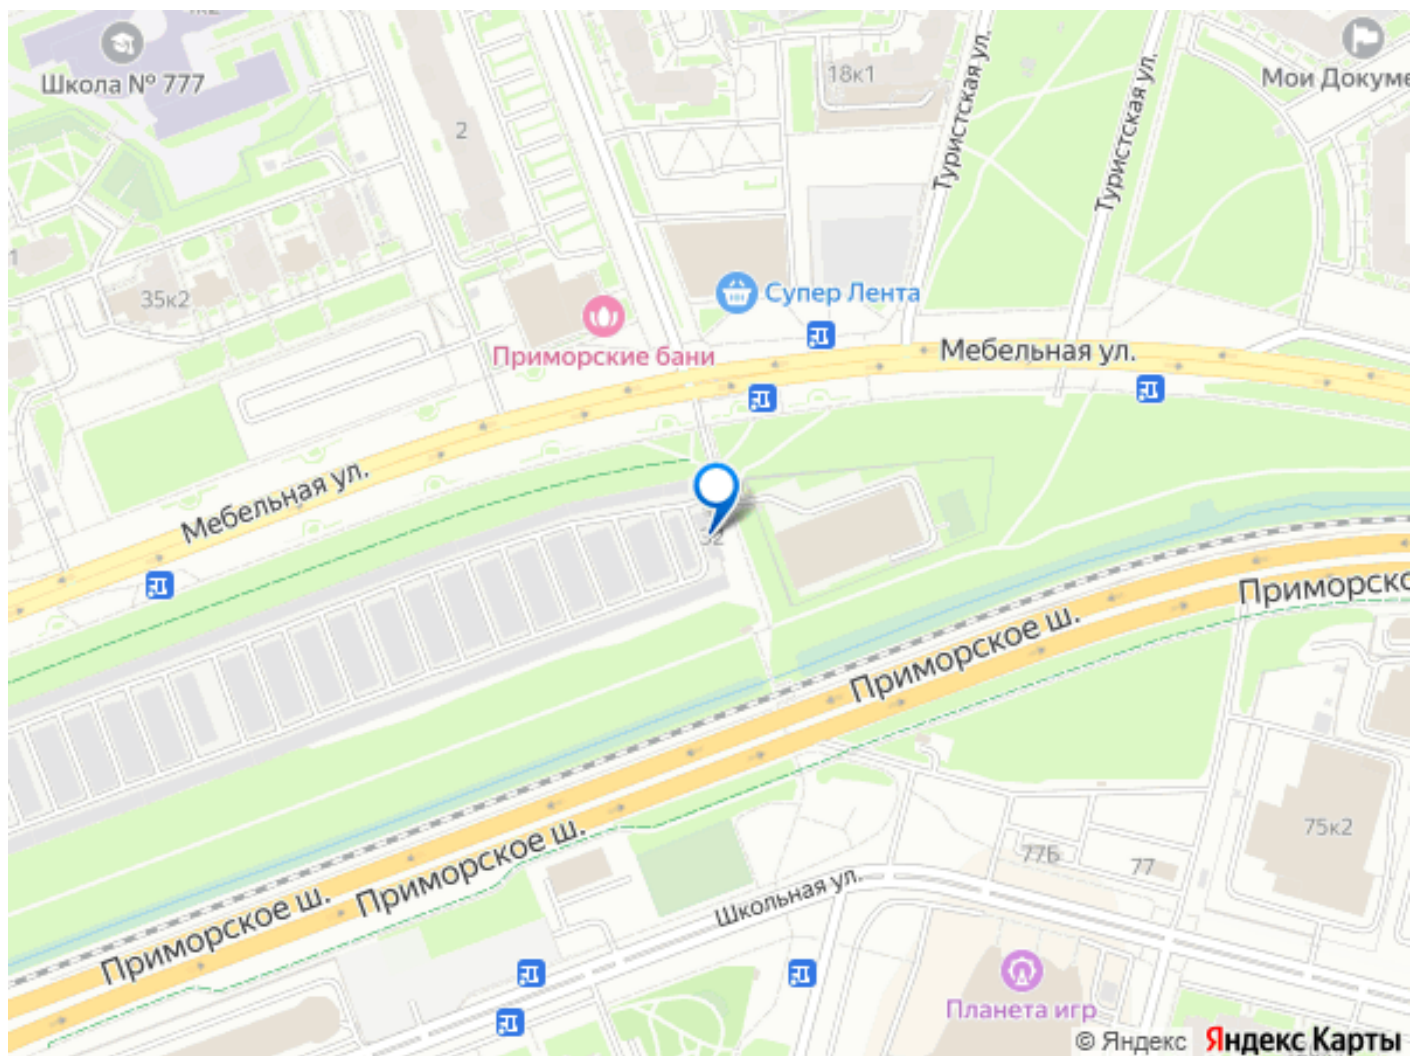 Школа № 777
2
18к1
Туристская ул.
Туристская ул.
Мои Докуме
35к2
Супер Лента
Приморские бани
Мебельная ул.
Мебельная ул.
32
Приморское ш.
Приморско
75к2
77Б
77
Приморское ш.
Приморское ш.
Школьная ул.
Планета игр
© Яндекс Яндекс Карты